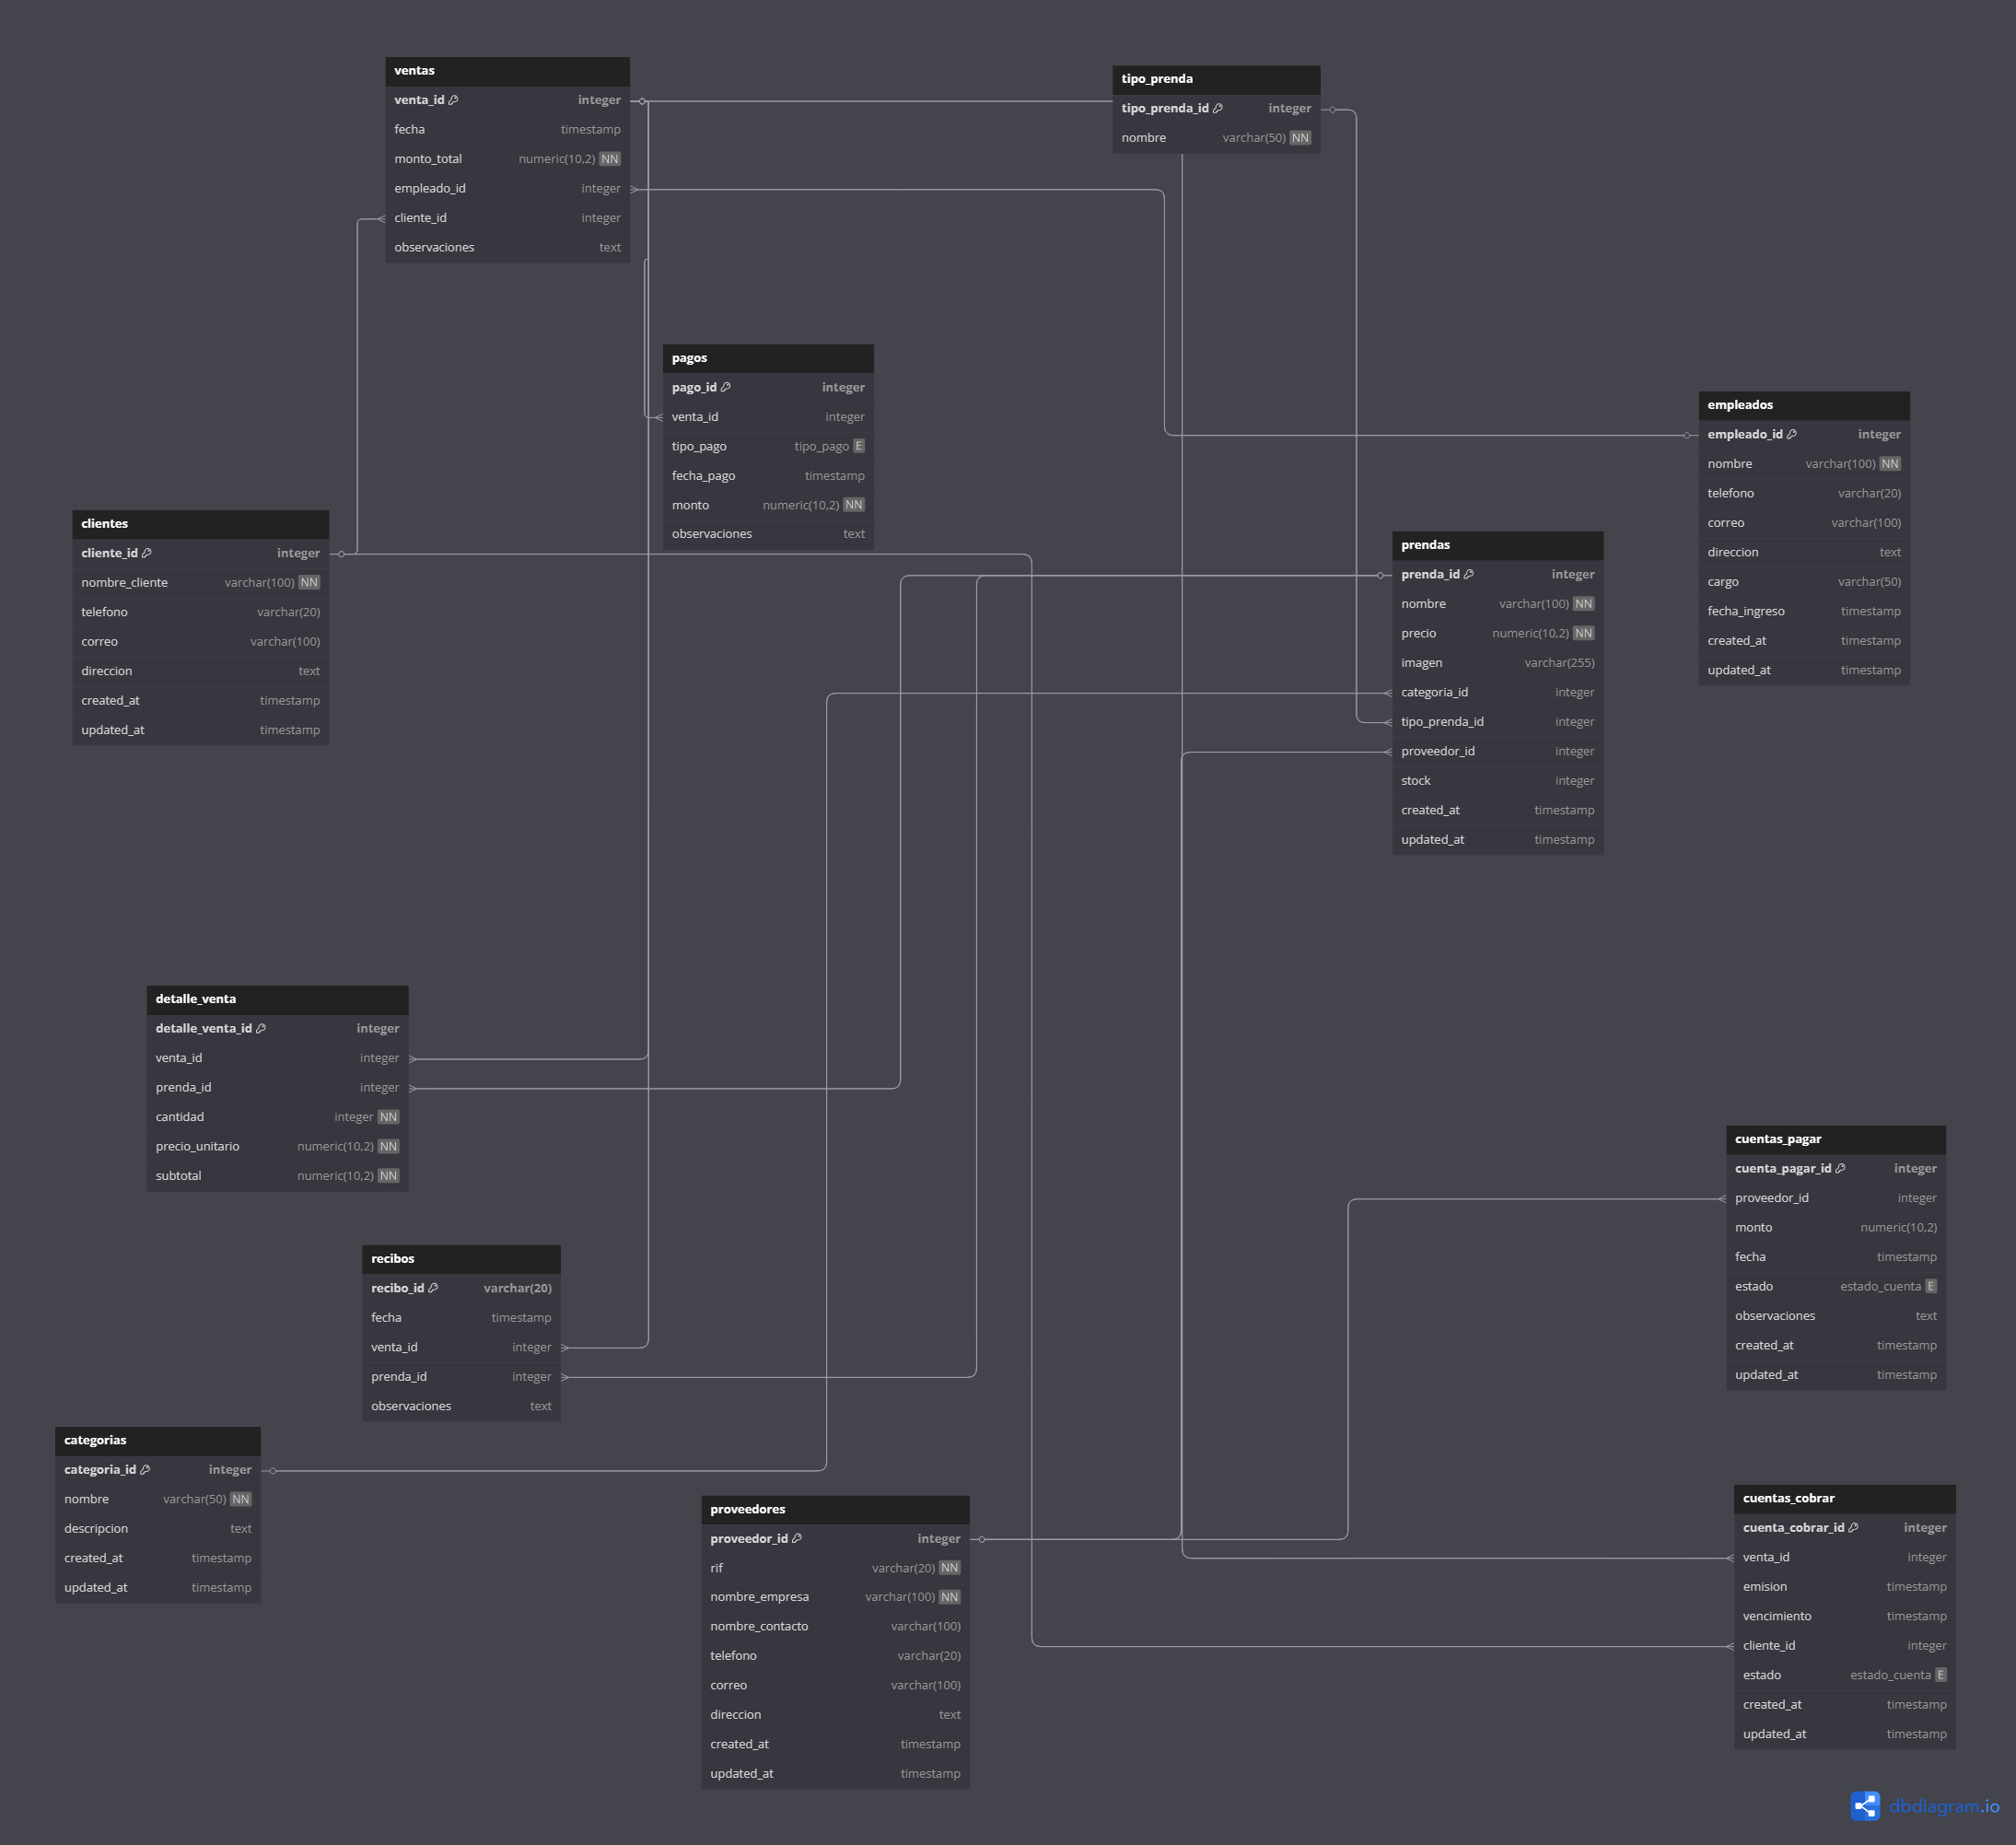 ventas
venta_id integer
fecha timestamp
monto_total numeric(10,2) NN
empleado_id integer
cliente_id integer
observaciones text
tipo_prenda
tipo_prenda_id integer
nombre varchar(50) NN
pagos
pago_id integer
venta_id integer
tipo_pago tipo_pago E
fecha_pago timestamp
monto numeric(10,2) NN
observaciones text
empleados
empleado_id integer
nombre varchar(100) NN
telefono varchar(20)
correo varchar(100)
direccion text
cargo varchar(50)
fecha_ingreso timestamp
created_at timestamp
updated_at timestamp
clientes
cliente_id integer
nombre_cliente varchar(100) NN
telefono varchar(20)
correo varchar(100)
direccion text
created_at timestamp
updated_at timestamp
prendas
prenda_id integer
nombre varchar(100) NN
precio numeric(10,2) NN
imagen varchar(255)
categoria_id integer
tipo_prenda_id integer
proveedor_id integer
stock integer
created_at timestamp
updated_at timestamp
detalle_venta
detalle_venta_id integer
venta_id integer
prenda_id integer
cantidad integer NN
precio_unitario numeric(10,2) NN
subtotal numeric(10,2) NN
cuentas_pagar
cuenta_pagar_id integer
proveedor_id integer
monto numeric(10,2)
fecha timestamp
estado estado_cuenta E
observaciones text
created_at timestamp
updated_at timestamp
recibos
recibo_id varchar(20)
fecha timestamp
venta_id integer
prenda_id integer
observaciones text
categorias
categoria_id integer
nombre varchar(50) NN
descripcion text
created_at timestamp
updated_at timestamp
proveedores
proveedor_id integer
rif varchar(20) NN
nombre_empresa varchar(100) NN
nombre_contacto varchar(100)
telefono varchar(20)
correo varchar(100)
direccion text
created_at timestamp
updated_at timestamp
cuentas_cobrar
cuenta_cobrar_id integer
venta_id integer
emision timestamp
vencimiento timestamp
cliente_id integer
estado estado_cuenta E
created_at timestamp
updated_at timestamp
dbdiagram.io